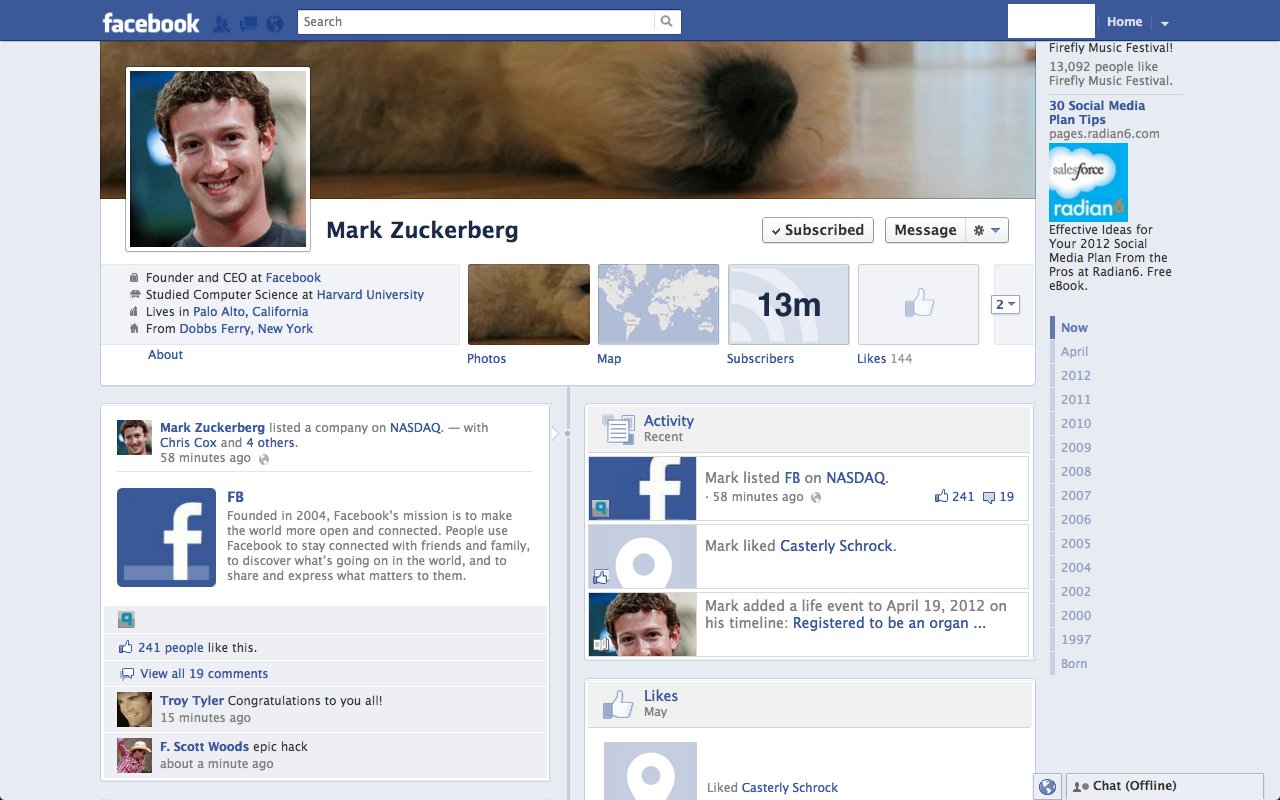 facebook
Search
Home
Firefly Music Festival!
13,092 people like
Firefly Music Festival.
30 Social Media
Plan Tips
pages.radian6.com
salesforce
radian6
Effective Ideas for
Your 2012 Social
Media Plan From the
Pros at Radian6. Free
eBook.
Mark Zuckerberg
Subscribed
Message
Founder and CEO at Facebook
Studied Computer Science at Harvard University
Lives in Palo Alto, California
From Dobbs Ferry, New York
About
Photos
Map
13m
Subscribers
Likes 144
2
Now
April
2012
2011
2010
2009
2008
2007
2006
2005
2004
2002
2000
1997
Born
Mark Zuckerberg listed a company on NASDAQ. — with
Chris Cox and 4 others.
58 minutes ago
f
FB
Founded in 2004, Facebook’s mission is to make
the world more open and connected. People use
Facebook to stay connected with friends and family,
to discover what’s going on in the world, and to
share and express what matters to them.
241 people like this.
View all 19 comments
Troy Tyler Congratulations to you all!
15 minutes ago
F. Scott Woods epic hack
about a minute ago
Activity
Recent
f
Mark listed FB on NASDAQ.
· 58 minutes ago
241 19
Mark liked Casterly Schrock.
Mark added a life event to April 19, 2012 on
his timeline: Registered to be an organ ...
Likes
May
Liked Casterly Schrock
Chat (Offline)